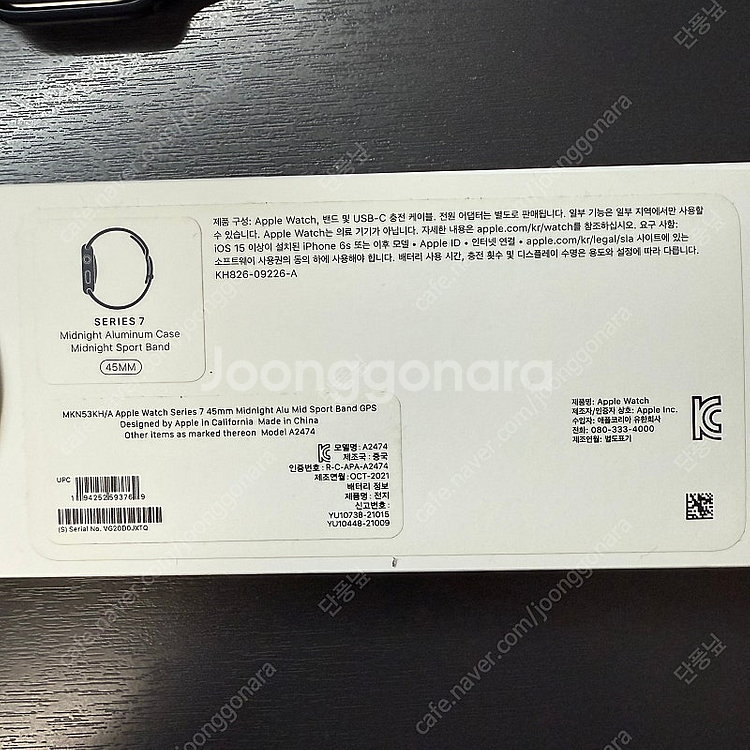 제품 구성: Apple Watch, 밴드 및 USB-C 충전 케이블. 전원 어댑터는 별도로 판매됩니다. 일부 기능은 일부 지역에서만 사용할
수 있습니다. Apple Watch는 의료 기기가 아닙니다. 자세한 내용은 apple.com/kr/watch를 참조하십시오. 요구 사항:
iOS 15 이상이 설치된 iPhone 6s 또는 이후 모델 • Apple ID • 인터넷 연결 • apple.com/kr/legal/sla 사이트에 있는
소프트웨어 사용권의 동의 하에 사용해야 합니다. 배터리 사용 시간, 충전 횟수 및 디스플레이 수명은 용도와 설정에 따라 다릅니다.
KH826-09226-A
SERIES 7
Midnight Aluminum Case
Midnight Sport Band
45MM
Joonggonara
MKN53KH/A Apple Watch Series 7 45mm Midnight Alu Mid Sport Band GPS
Designed by Apple in California Made in China
Other items as marked thereon Model A2474
모델명: A2474
제조국: 중국
인증번호: R-C-APA-A2474
제조연월: OCT-2021
배터리 정보
제품명: 전지
신고번호:
YU10738-21015
YU10448-21009
UPC
1 94252 59376 9
(S) Serial No. VG20D0JXTQ
제품명: Apple Watch
제조자/인증자 상호: Apple Inc.
수입자: 애플코리아 유한회사
전화: 080-333-4000
제조연월: 별도표기
단풍닢
cafe.naver.com/joonggonara